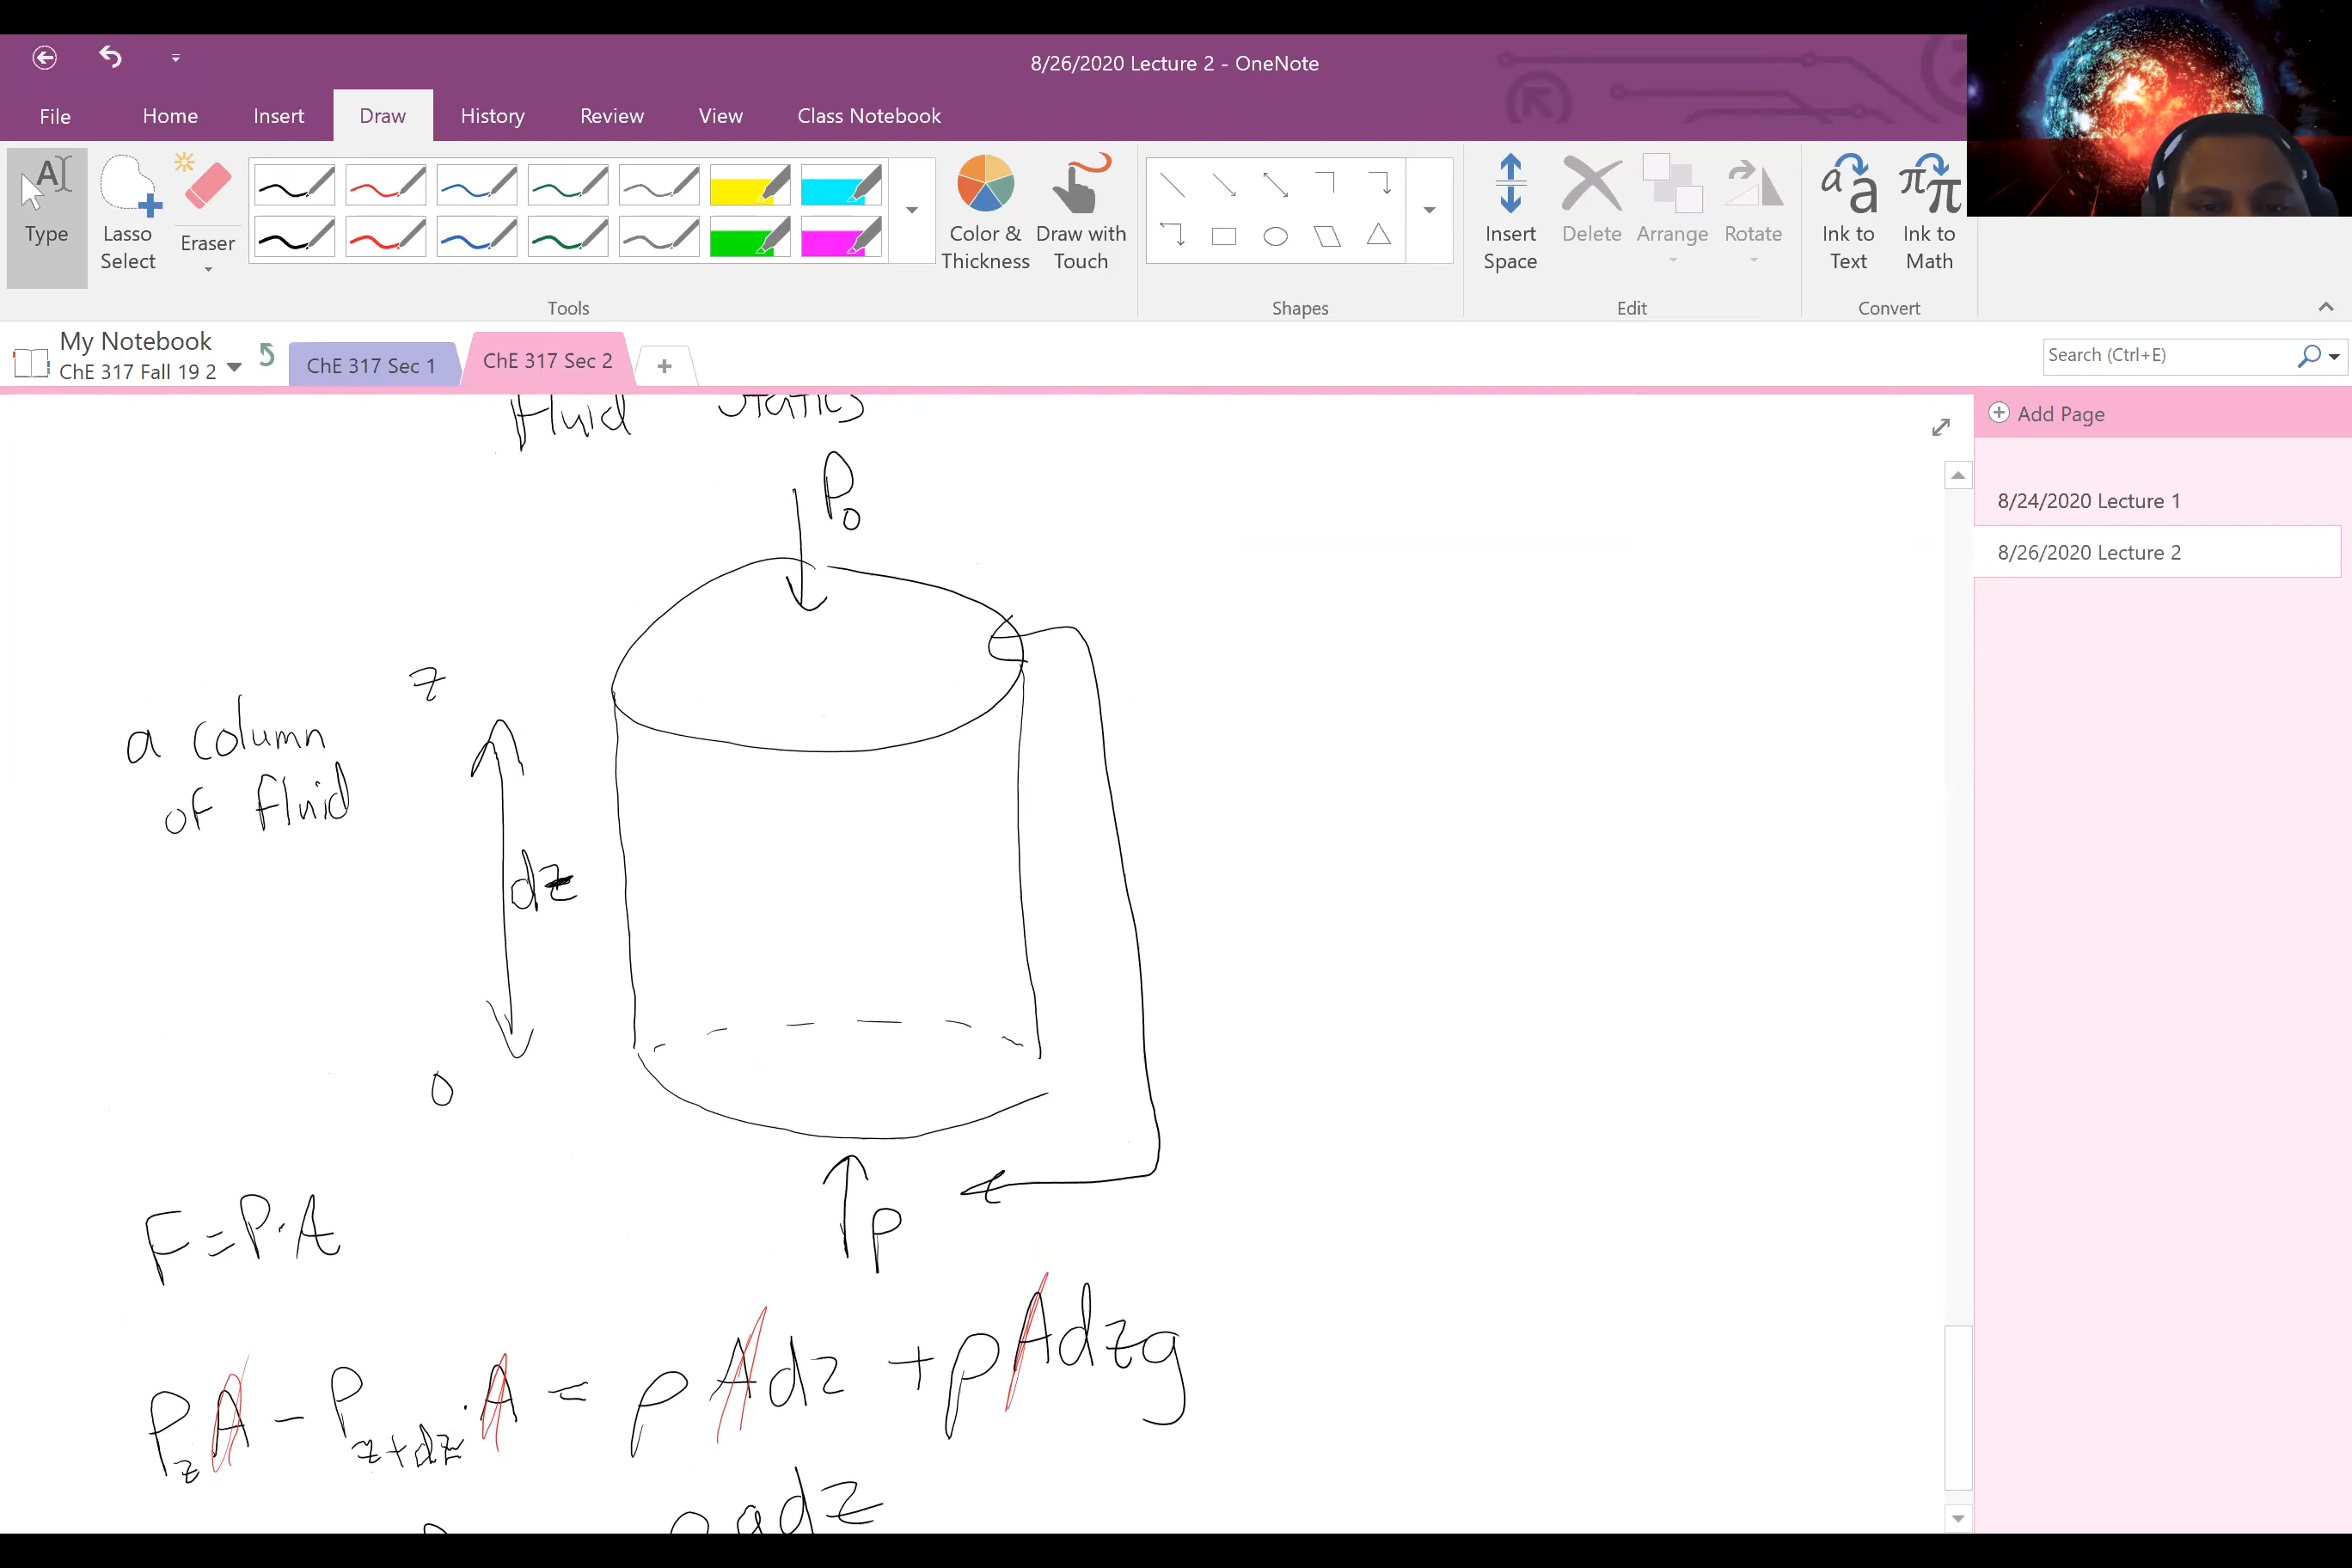 8/26/2020 Lecture 2 - OneNote
File Home Insert Draw History Review View Class Notebook
Type
Lasso Select
Eraser
Color & Thickness
Draw with Touch
Insert Space
Delete
Arrange
Rotate
Ink to Text
Ink to Math
Tools Shapes Edit Convert
My Notebook
ChE 317 Fall 19 2
ChE 317 Sec 1
ChE 317 Sec 2
Search (Ctrl+E)
Add Page
8/24/2020 Lecture 1
8/26/2020 Lecture 2
Fluid Statics
P₀
z
a column
of fluid
dz
0
P
F=P·A
P_z A - P_{z+dz}·A = ρAdz + ρAdzg